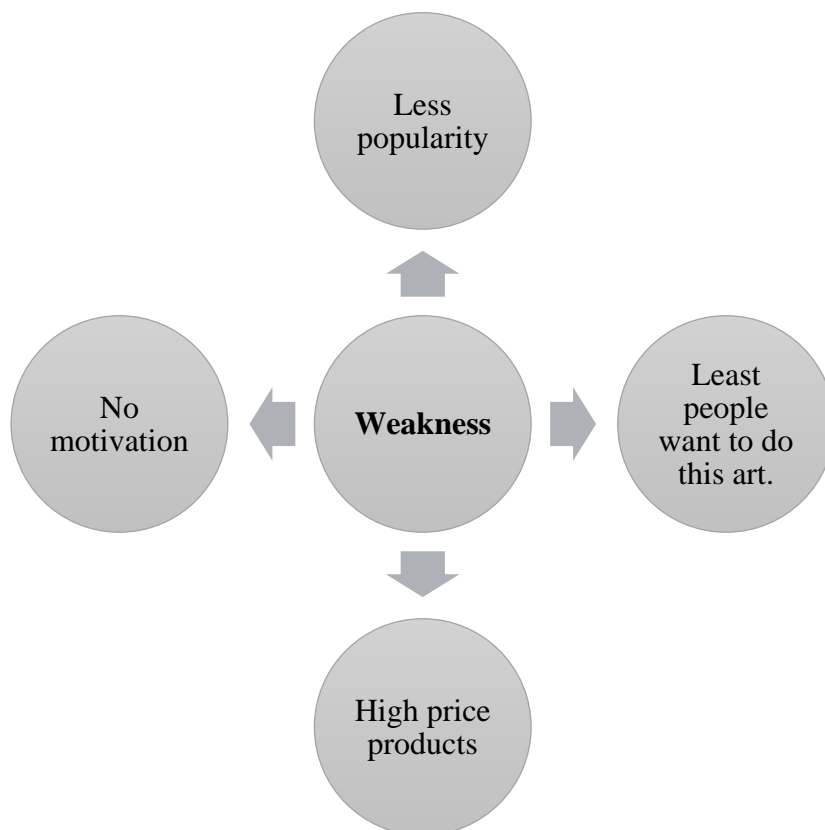 Less
popularity
No
motivation
Weakness
Least
people
want to do
this art.
High price
products